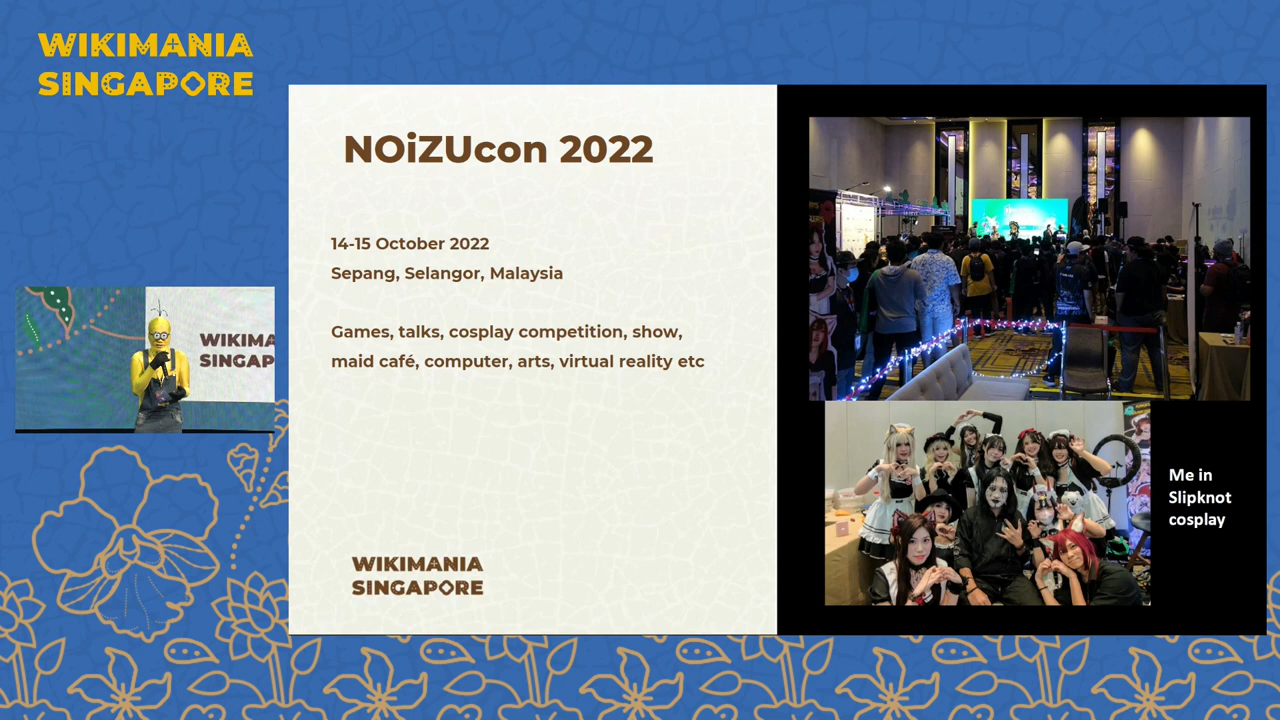 WIKIMANIA
SINGAPORE
NOiZUcon 2022
14-15 October 2022
Sepang, Selangor, Malaysia
Games, talks, cosplay competition, show,
maid café, computer, arts, virtual reality etc
WIKIMANIA
SINGAPORE
WIKIMA
SINGAP
Me in
Slipknot
cosplay